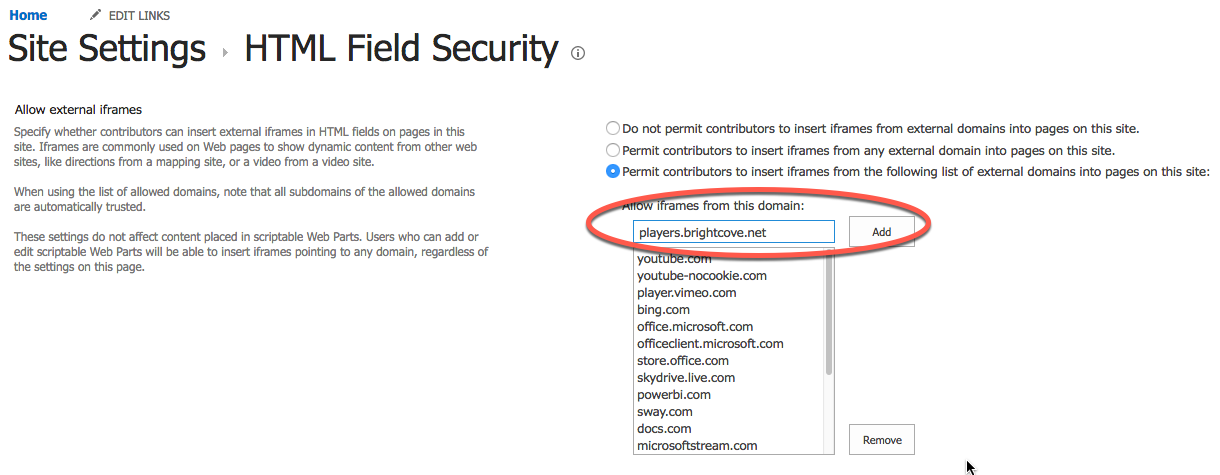 Home EDIT LINKS
Site Settings HTML Field Security
Allow external iframes
Specify whether contributors can insert external iframes in HTML fields on pages in this
site. Iframes are commonly used on Web pages to show dynamic content from other web
sites, like directions from a mapping site, or a video from a video site.
When using the list of allowed domains, note that all subdomains of the allowed domains
are automatically trusted.
These settings do not affect content placed in scriptable Web Parts. Users who can add or
edit scriptable Web Parts will be able to insert iframes pointing to any domain, regardless of
the settings on this page.
Do not permit contributors to insert iframes from external domains into pages on this site.
Permit contributors to insert iframes from any external domain into pages on this site.
Permit contributors to insert iframes from the following list of external domains into pages on this site:
Allow iframes from this domain:
players.brightcove.net Add
youtube.com
youtube-nocookie.com
player.vimeo.com
bing.com
office.microsoft.com
officeclient.microsoft.com
store.office.com
skydrive.live.com
powerbi.com
sway.com
docs.com
microsoftstream.com
Remove